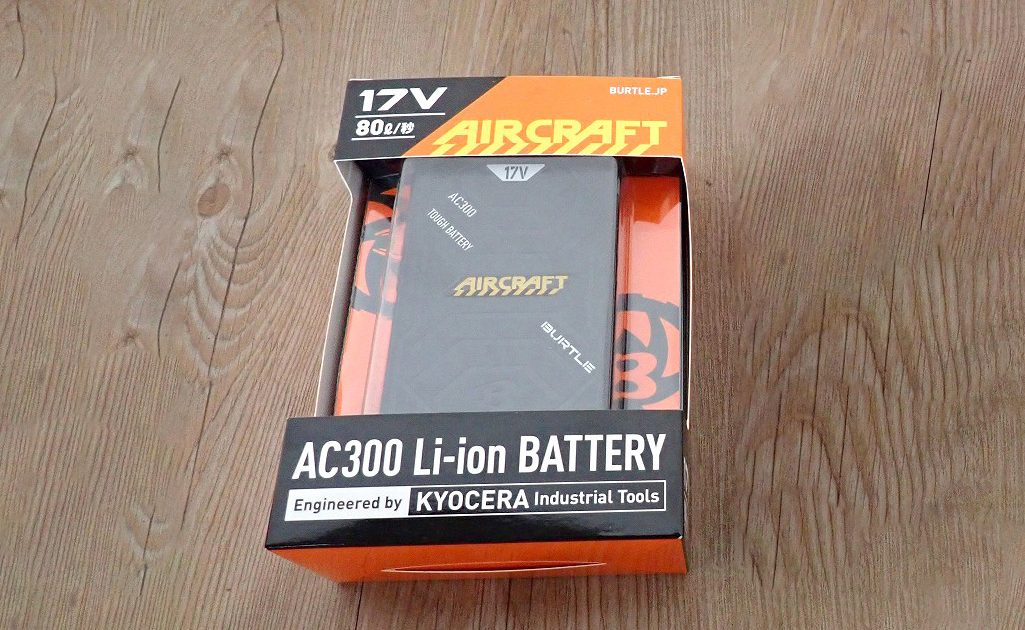 17V
BURTLE.JP
80ℓ/秒
AIRCRAFT
17V
AC300
TOUGH BATTERY
AIRCRAFT
BURTLE
B
AC300 Li-ion BATTERY
Engineered by KYOCERA Industrial Tools